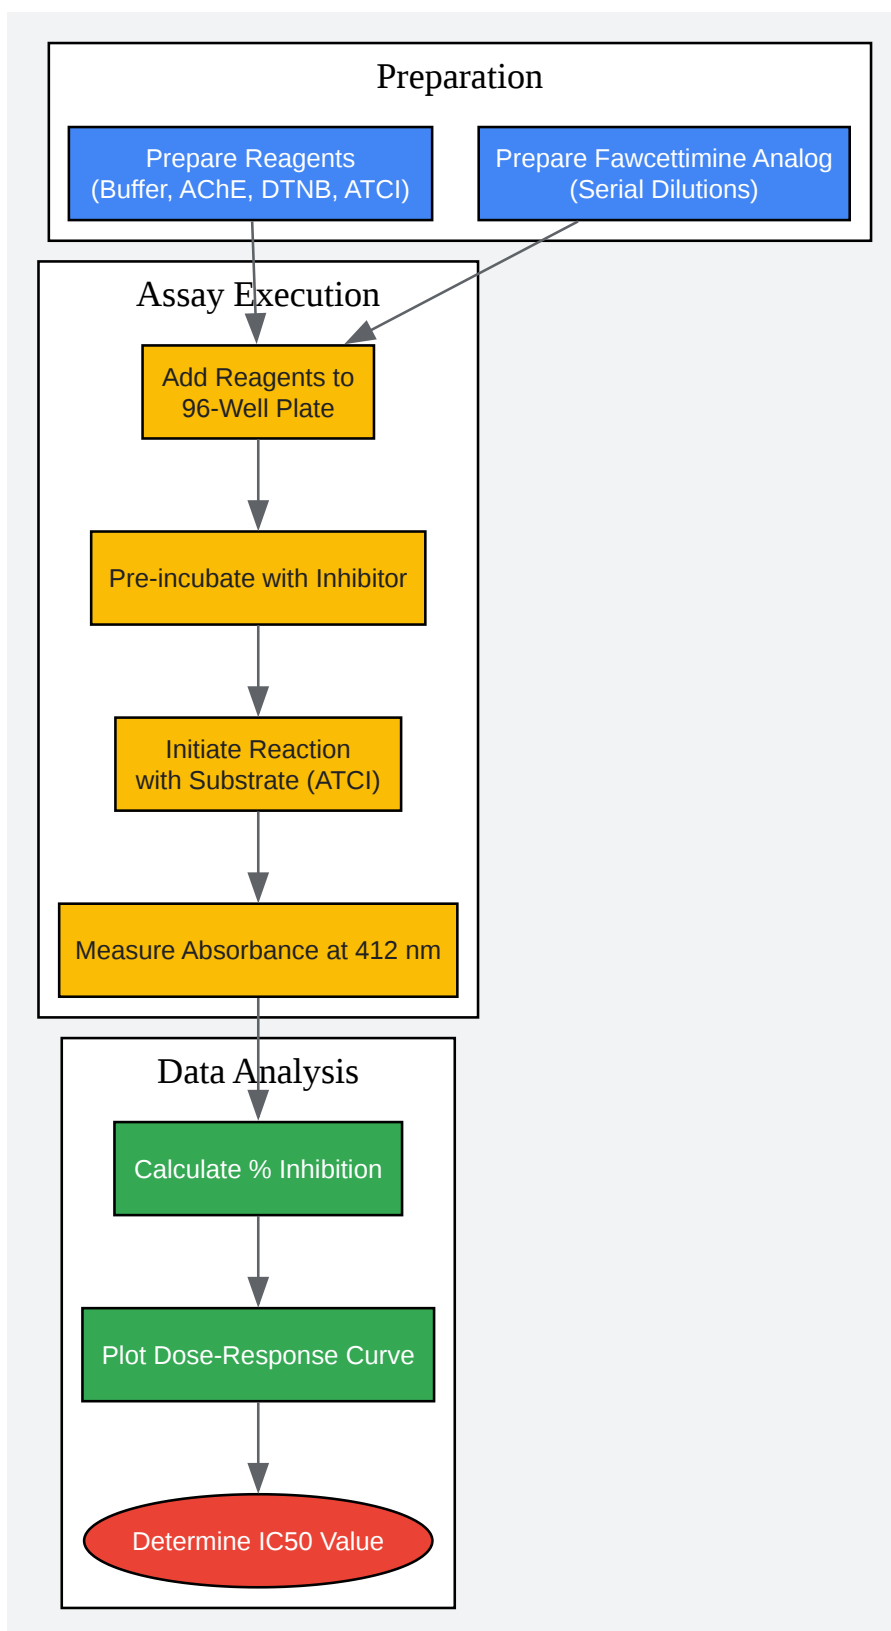 Preparation
Prepare Reagents
(Buffer, AChE, DTNB, ATCI)
Prepare Fawcettimine Analog
(Serial Dilutions)
Assay Execution
Add Reagents to
96-Well Plate
Pre-incubate with Inhibitor
Initiate Reaction
with Substrate (ATCI)
Measure Absorbance at 412 nm
Data Analysis
Calculate % Inhibition
Plot Dose-Response Curve
Determine IC50 Value